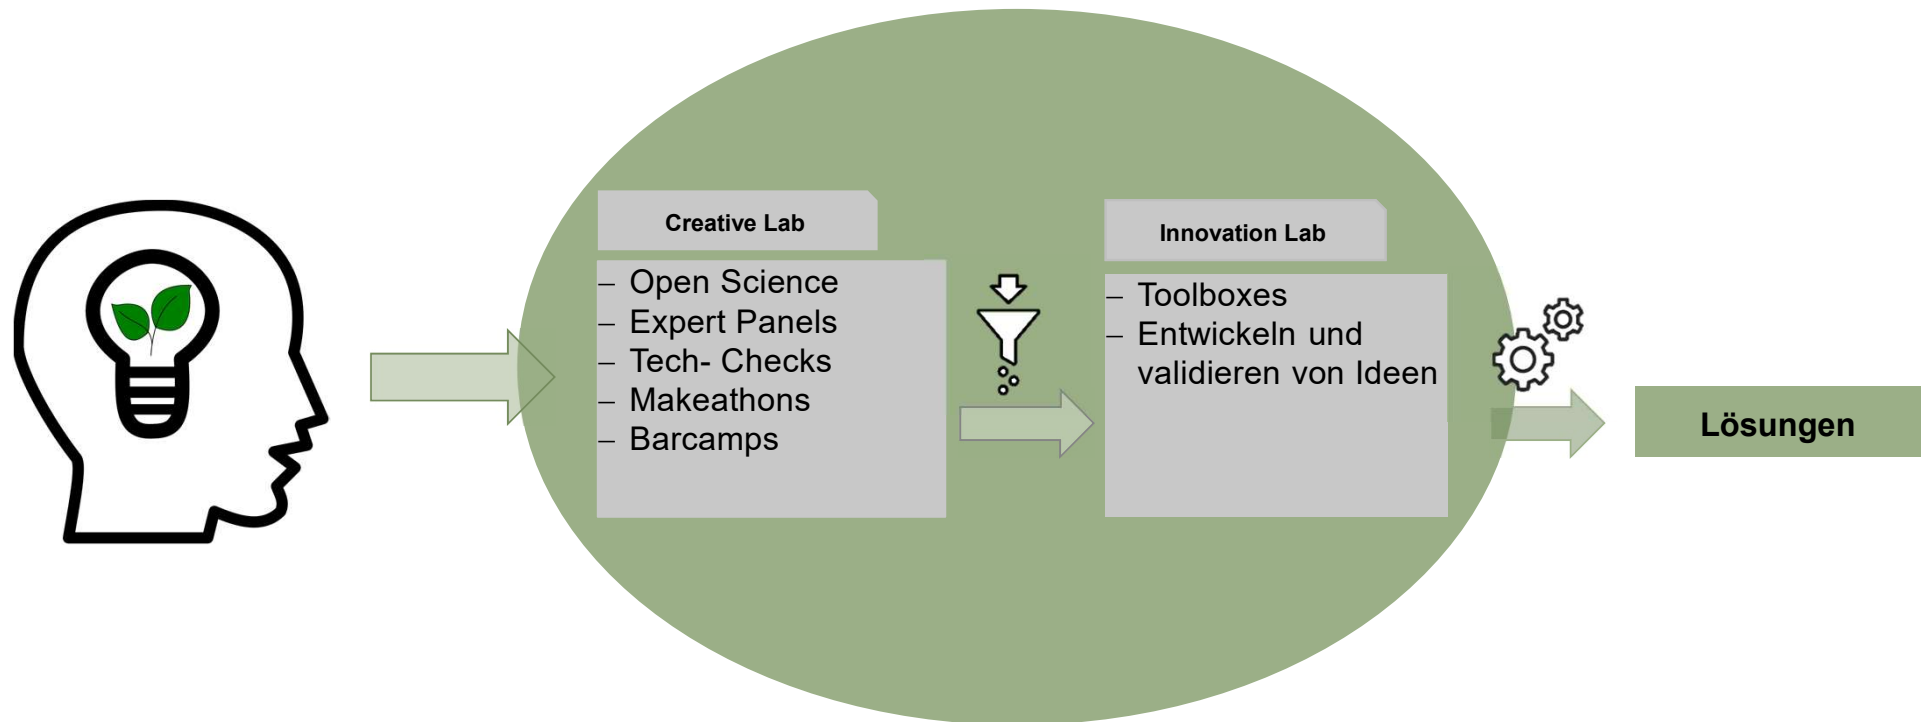 Creative Lab
– Open Science
– Expert Panels
– Tech- Checks
– Makeathons
– Barcamps
Innovation Lab
– Toolboxes
– Entwickeln und
validieren von Ideen
Lösungen